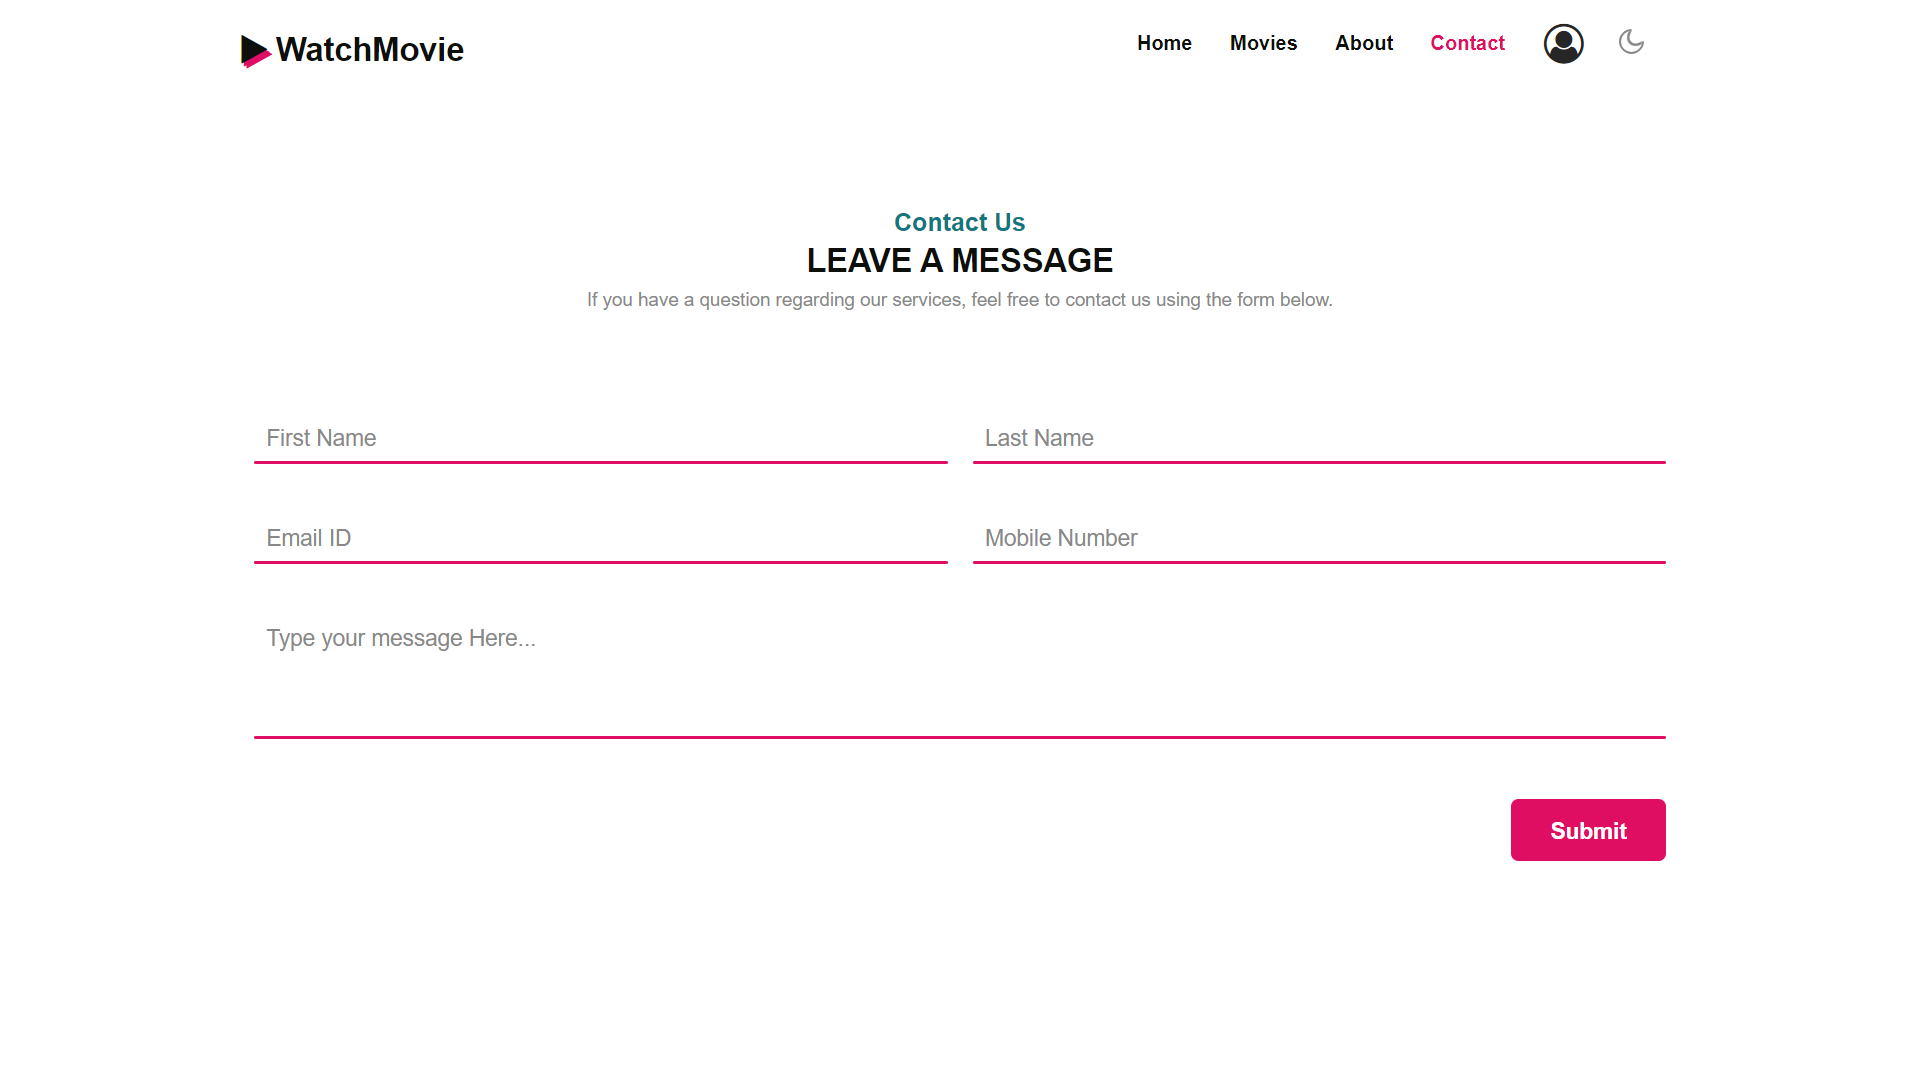 WatchMovie
Home Movies About Contact
Contact Us
LEAVE A MESSAGE
If you have a question regarding our services, feel free to contact us using the form below.
First Name Last Name
Email ID Mobile Number
Type your message Here...
Submit